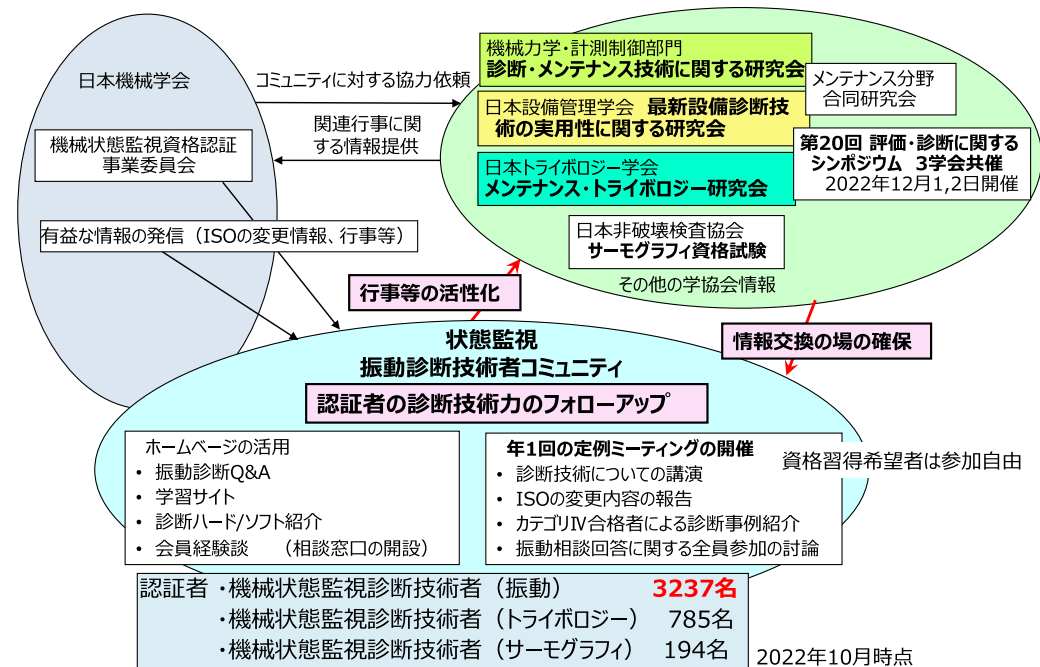 日本機械学会
機械状態監視資格認証
事業委員会
有益な情報の発信（ISOの変更情報、行事等）
コミュニティに対する協力依頼
関連行事に関
する情報提供
機械力学・計測制御部門
診断・メンテナンス技術に関する研究会
日本設備管理学会 最新設備診断技
術の実用性に関する研究会
日本トライボロジー学会
メンテナンス・トライボロジー研究会
メンテナンス分野
合同研究会
第20回 評価・診断に関する
シンポジウム 3学会共催
2022年12月1,2日開催
日本非破壊検査協会
サーモグラフィ資格試験
その他の学協会情報
行事等の活性化
情報交換の場の確保
状態監視
振動診断技術者コミュニティ
認証者の診断技術力のフォローアップ
ホームページの活用
• 振動診断Q&A
• 学習サイト
• 診断ハード/ソフト紹介
• 会員経験談 （相談窓口の開設）
年1回の定例ミーティングの開催
• 診断技術についての講演
• ISOの変更内容の報告
• カテゴリⅣ合格者による診断事例紹介
• 振動相談回答に関する全員参加の討論
資格習得希望者は参加自由
認証者 ・機械状態監視診断技術者（振動） 3237名
・機械状態監視診断技術者（トライボロジー） 785名
・機械状態監視診断技術者（サーモグラフィ） 194名
2022年10月時点